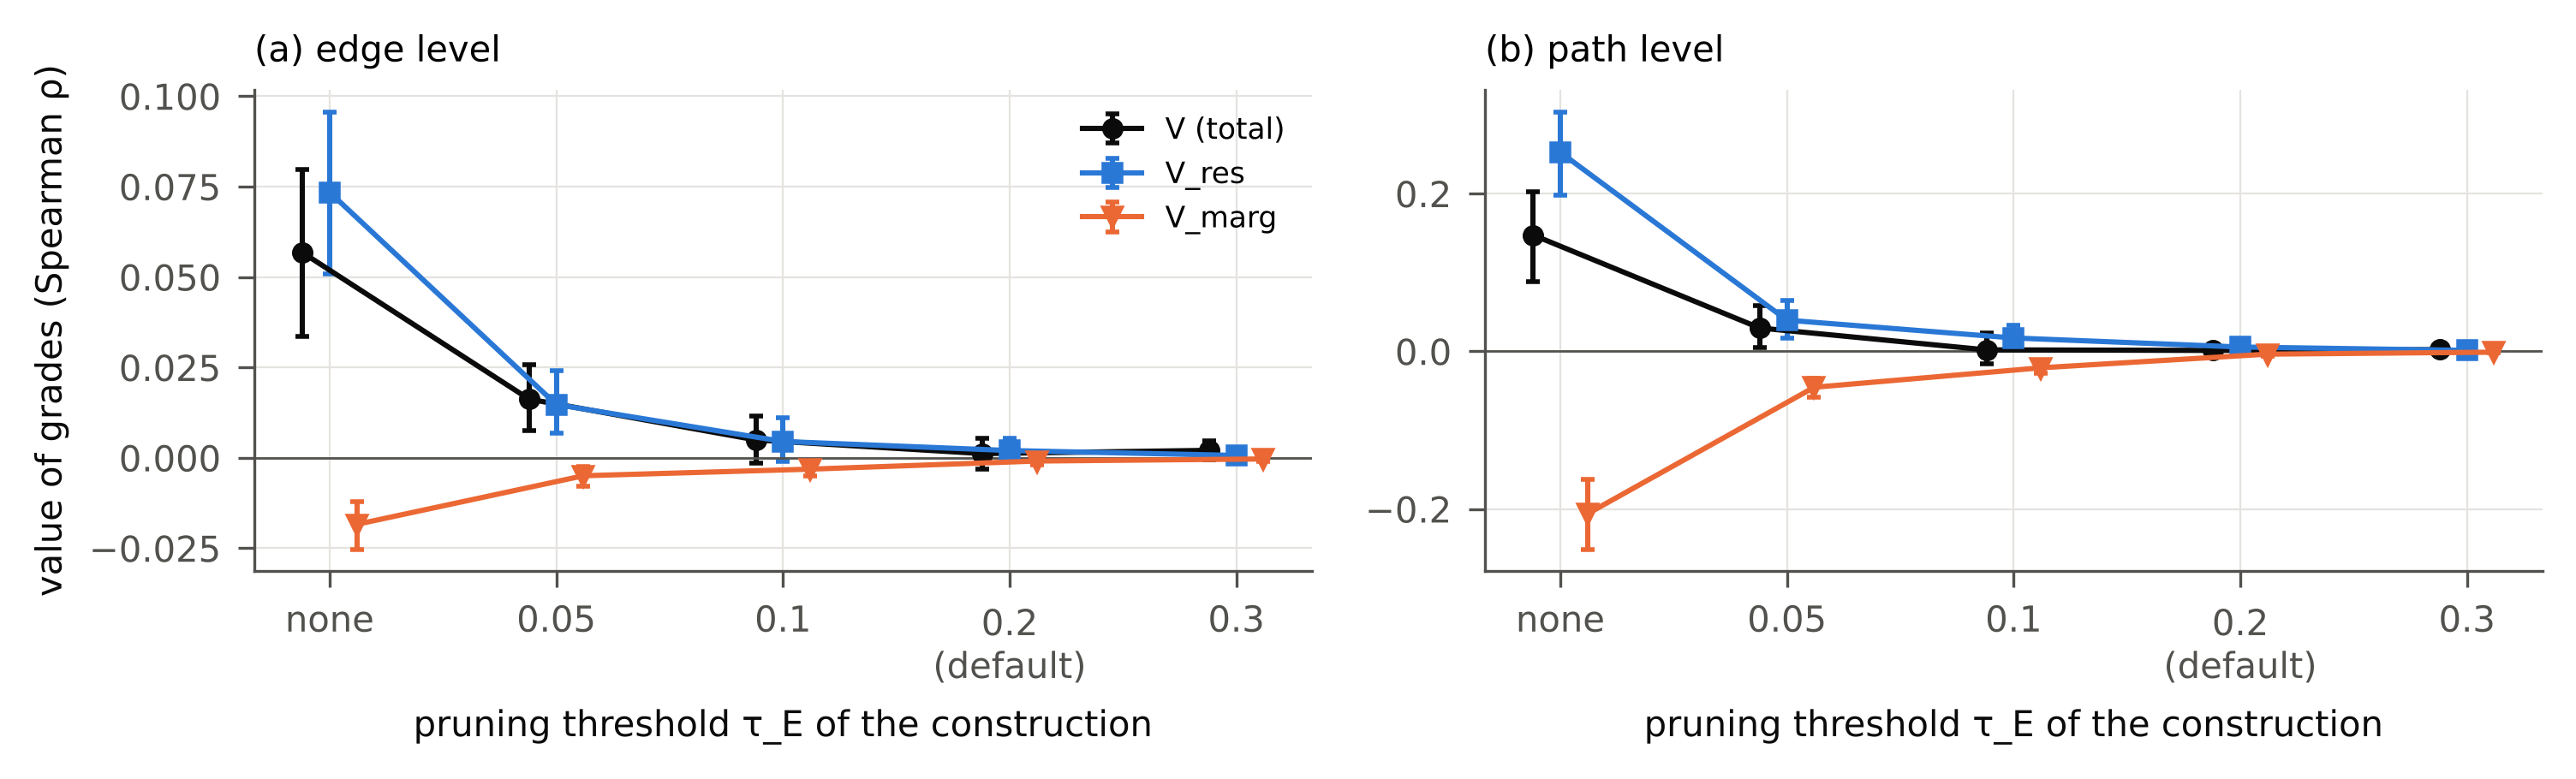 (a) edge level
value of grades (Spearman ρ)
0.100
0.075
0.050
0.025
0.000
−0.025
V (total)
V_res
V_marg
none
0.05
0.1
0.2
(default)
0.3
pruning threshold τ_E of the construction
(b) path level
0.2
0.0
−0.2
none
0.05
0.1
0.2
(default)
0.3
pruning threshold τ_E of the construction